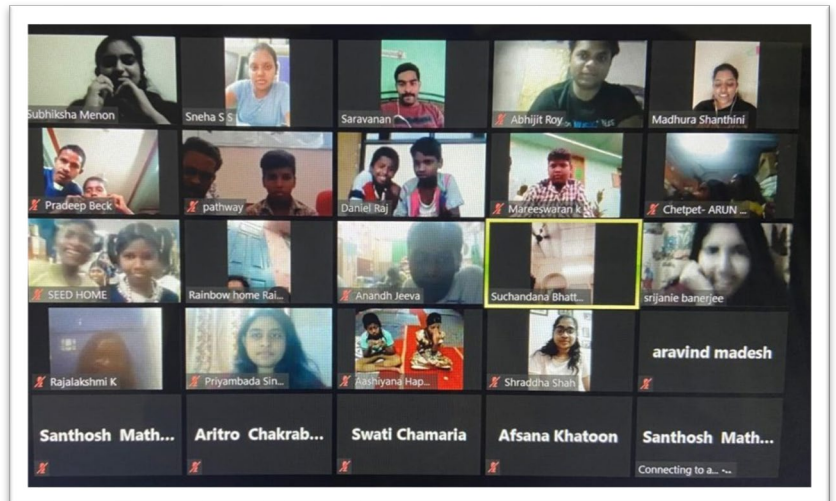 Subhiksha Menon
Sneha S S
Saravanan
Abhijit Roy
Madhura Shanthini
Pradeep Beck
pathway
Daniel Raj
Mareeswaran k
Chetpet- ARUN ...
SEED HOME
Rainbow home Rai...
Anandh Jeeva
Suchandana Bhatt...
srijanie banerjee
Rajalakshmi K
Priyambada Sin...
Aashiyana Hap...
Shraddha Shah
aravind madesh
Santhosh Math...
Aritro Chakrab...
Swati Chamaria
Afsana Khatoon
Santhosh Math...
Connecting to a...